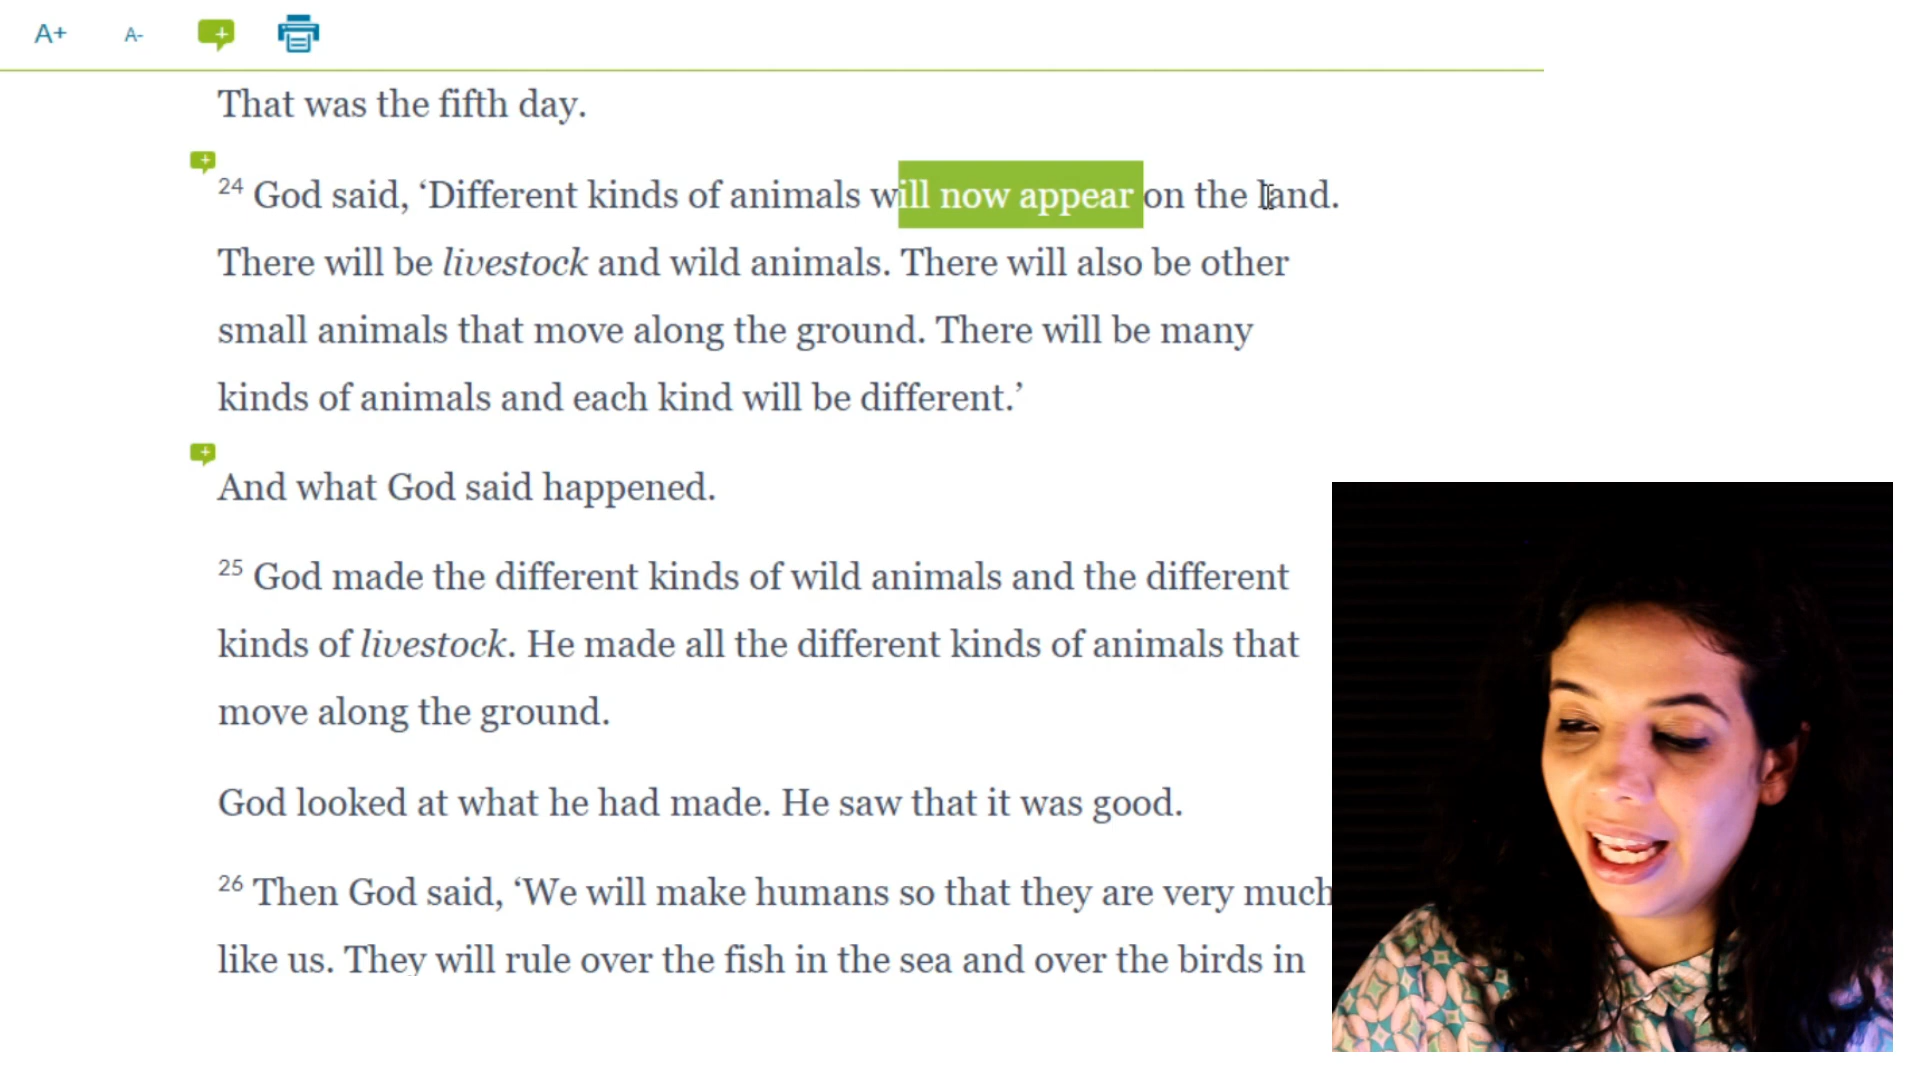 A+ A-
That was the fifth day.
24 God said, ‘Different kinds of animals will now appear on the land.
There will be livestock and wild animals. There will also be other
small animals that move along the ground. There will be many
kinds of animals and each kind will be different.’
And what God said happened.
25 God made the different kinds of wild animals and the different
kinds of livestock. He made all the different kinds of animals that
move along the ground.
God looked at what he had made. He saw that it was good.
26 Then God said, ‘We will make humans so that they are very much
like us. They will rule over the fish in the sea and over the birds in